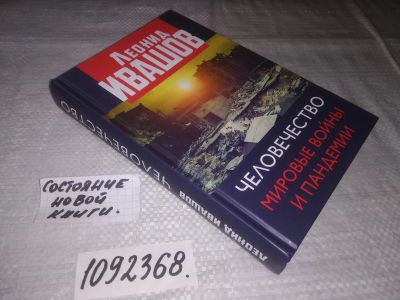 Леонид
ИВАШОВ
ЧЕЛОВЕЧЕСТВО
МИРОВЫЕ ВОЙНЫ
И ПАНДЕМИИ
ЛЕОНИД ИВАШОВ ЧЕЛОВЕЧЕСТВО
СОСТОЯНИЕ
НОВОЙ
КНИГИ.
1092368.